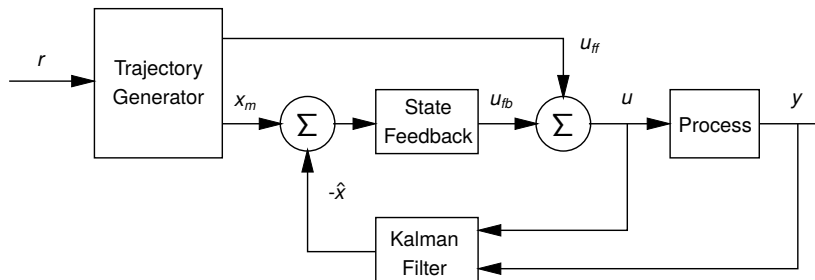 r
Trajectory
Generator
u_ff
x_m
Σ
State
Feedback
u_fb
Σ
u
Process
y
-x̂
Kalman
Filter